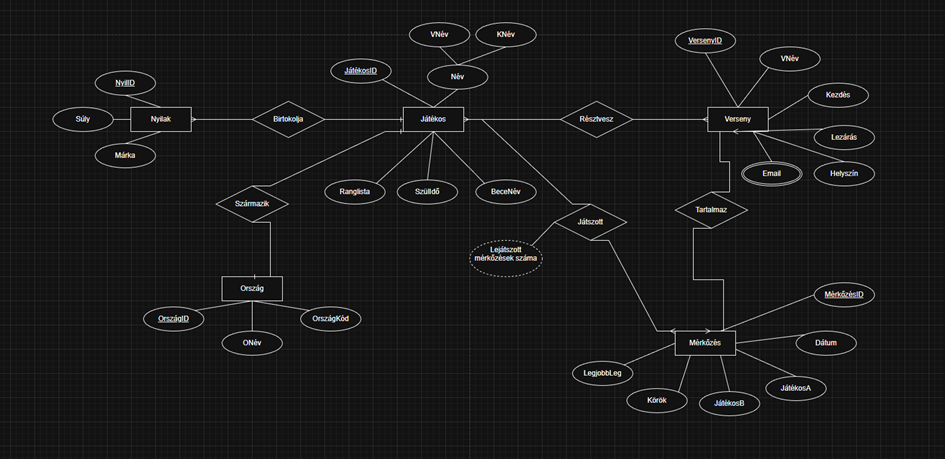 VNév
KNév
VersenyID
JátékosID
Név
VNév
NyilID
Kezdés
Súly
Nyilak
Birtokolja
Játékos
Résztvesz
Verseny
Lezárás
Márka
Email
Helyszín
Ranglista
SzülIdő
BeceNév
Származik
Játszott
Tartalmaz
Lejátszott
mérkőzések száma
Ország
MérkőzésID
OrszágID
OrszágKód
ONév
Mérkőzés
Dátum
LegjobbLeg
JátékosA
Körök
JátékosB